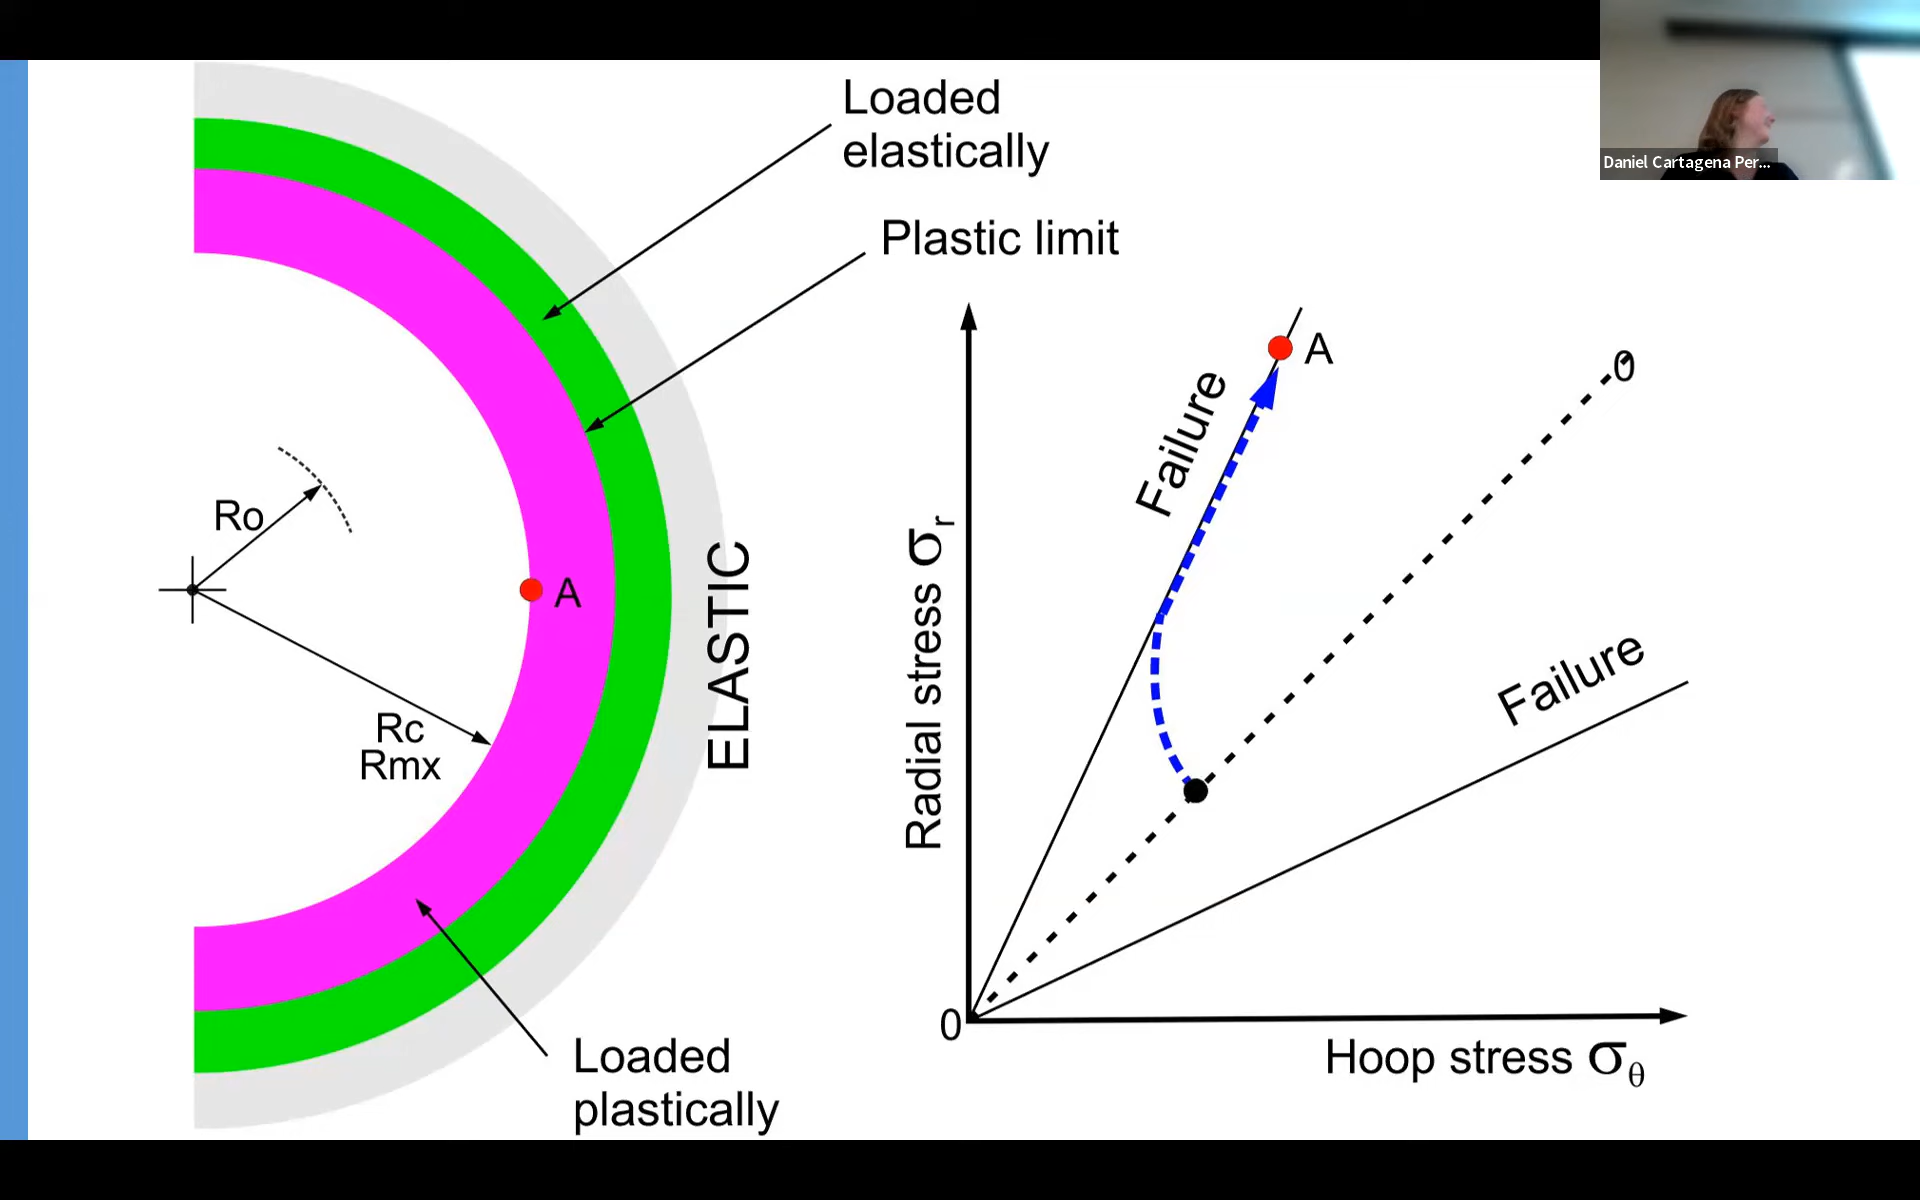 Loaded
elastically
Daniel Cartagena Per...
Plastic limit
A
0
Failure
Ro
Radial stress σr
A
ELASTIC
Failure
Rc
Rmx
0
Loaded
plastically
Hoop stress σθ